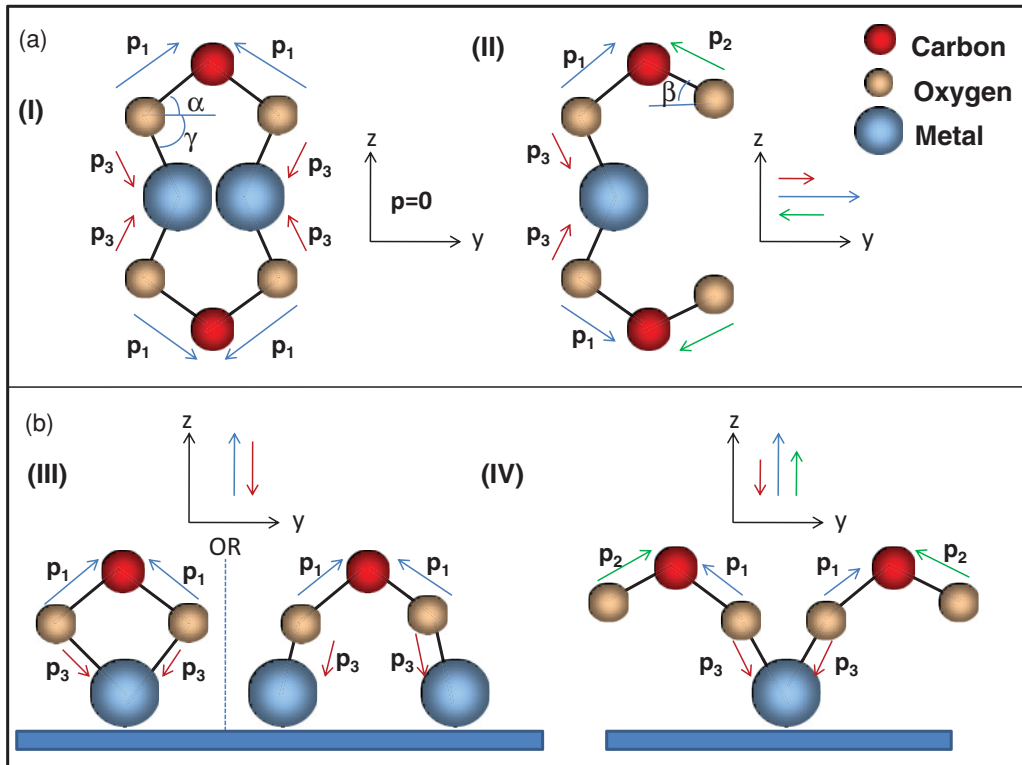 (a)
(I)
p1
p1
α
γ
p3
p3
p3
p3
p1
p1
z
y
p=0
(II)
p1
p2
β
p3
p3
p1
z
y
Carbon
Oxygen
Metal
(b)
(III)
z
y
OR
p1
p1
p3
p3
p1
p1
p3
p3
(IV)
z
y
p2
p1
p1
p2
p3
p3